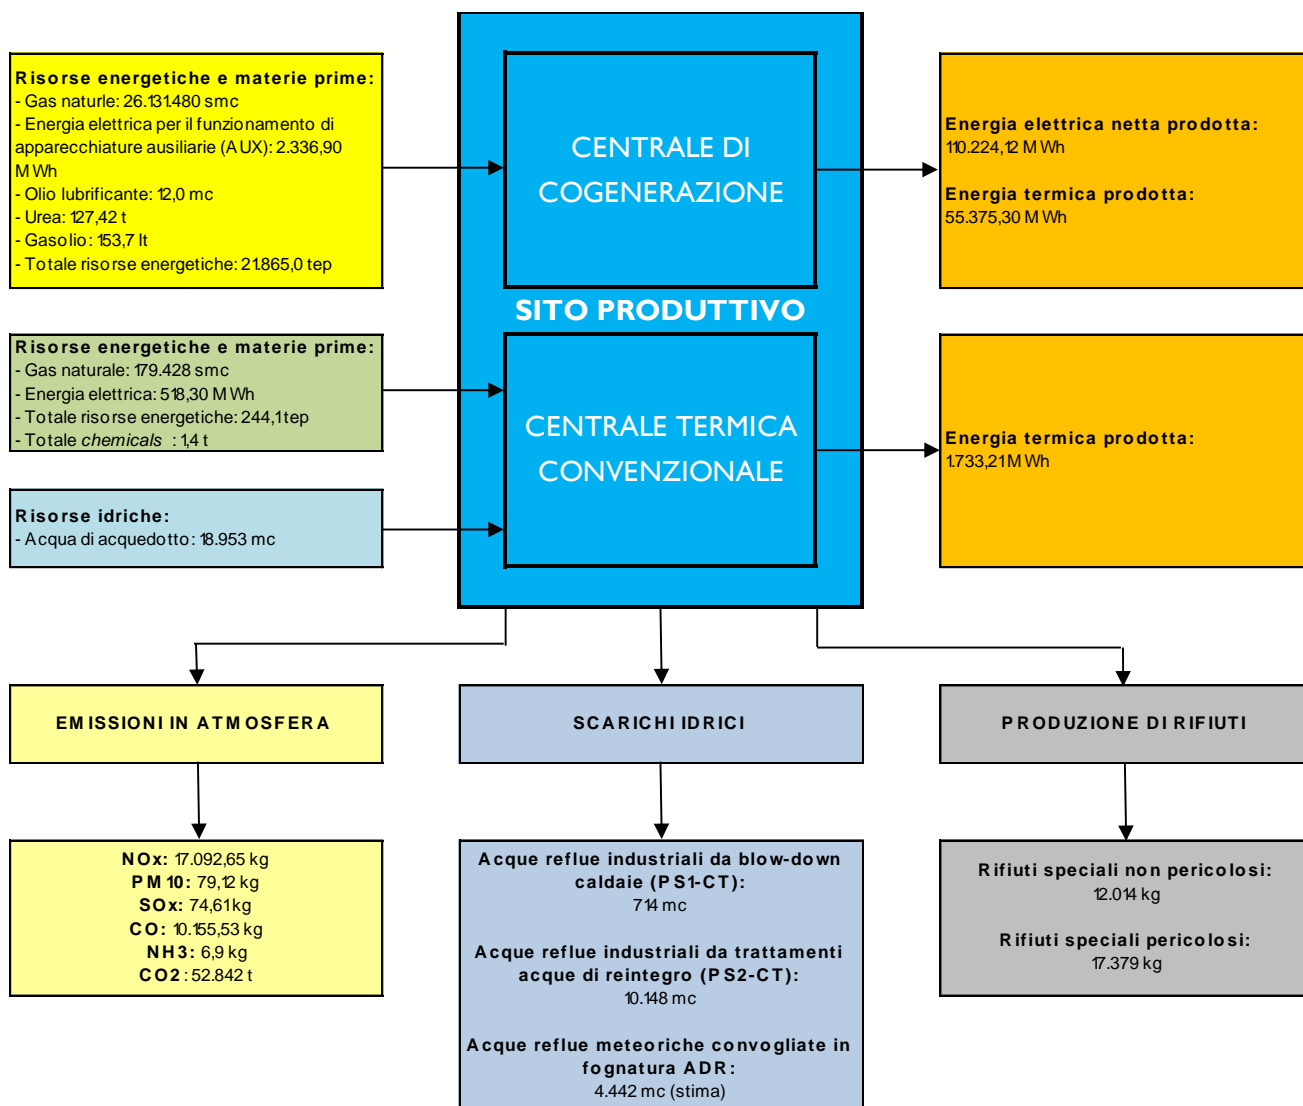 Risorse energetiche e materie prime:
- Gas naturle: 26.131.480 smc
- Energia elettrica per il funzionamento di
apparecchiature ausiliarie (AUX): 2.336,90
MWh
- Olio lubrificante: 12,0 mc
- Urea: 127,42 t
- Gasolio: 153,7 lt
- Totale risorse energetiche: 21.865,0 tep
CENTRALE DI
COGENERAZIONE
Energia elettrica netta prodotta:
110.224,12 MWh
Energia termica prodotta:
55.375,30 MWh
SITO PRODUTTIVO
Risorse energetiche e materie prime:
- Gas naturale: 179.428 smc
- Energia elettrica: 518,30 MWh
- Totale risorse energetiche: 244,1 tep
- Totale chemicals : 1,4 t
Risorse idriche:
- Acqua di acquedotto: 18.953 mc
CENTRALE TERMICA
CONVENZIONALE
Energia termica prodotta:
1.733,21 MWh
EMISSIONI IN ATMOSFERA
SCARICHI IDRICI
PRODUZIONE DI RIFIUTI
NOx: 17.092,65 kg
PM10: 79,12 kg
SOx: 74,61 kg
CO: 10.155,53 kg
NH3: 6,9 kg
CO2 : 52.842 t
Acque reflue industriali da blow-down
caldaie (PS1-CT):
714 mc
Acque reflue industriali da trattamenti
acque di reintegro (PS2-CT):
10.148 mc
Acque reflue meteoriche convogliate in
fognatura ADR:
4.442 mc (stima)
Rifiuti speciali non pericolosi:
12.014 kg
Rifiuti speciali pericolosi:
17.379 kg